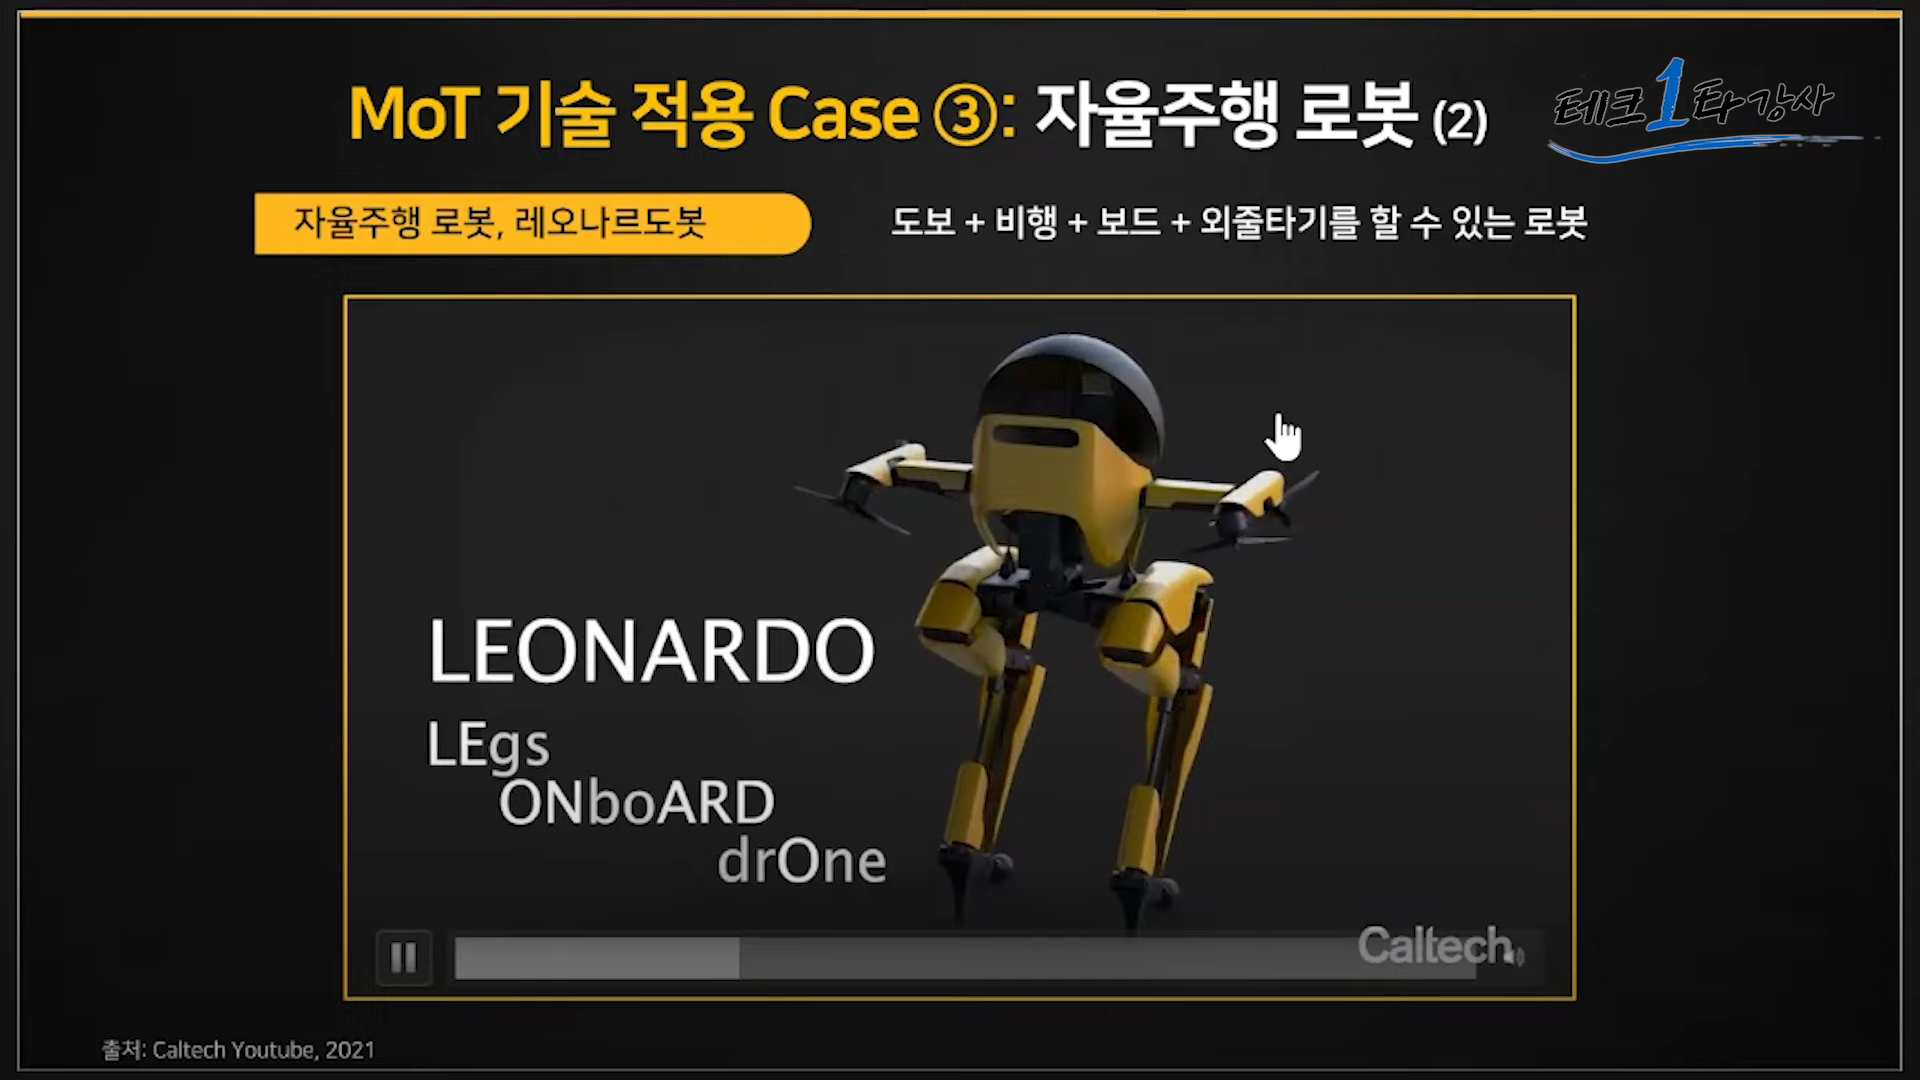 MoT 기술 적용 Case ③: 자율주행 로봇 (2)
테크1타강사
자율주행 로봇, 레오나르도봇
도보 + 비행 + 보드 + 외줄타기를 할 수 있는 로봇
LEONARDO
LEgs
ONboARD
drOne
Caltech
출처: Caltech Youtube, 2021